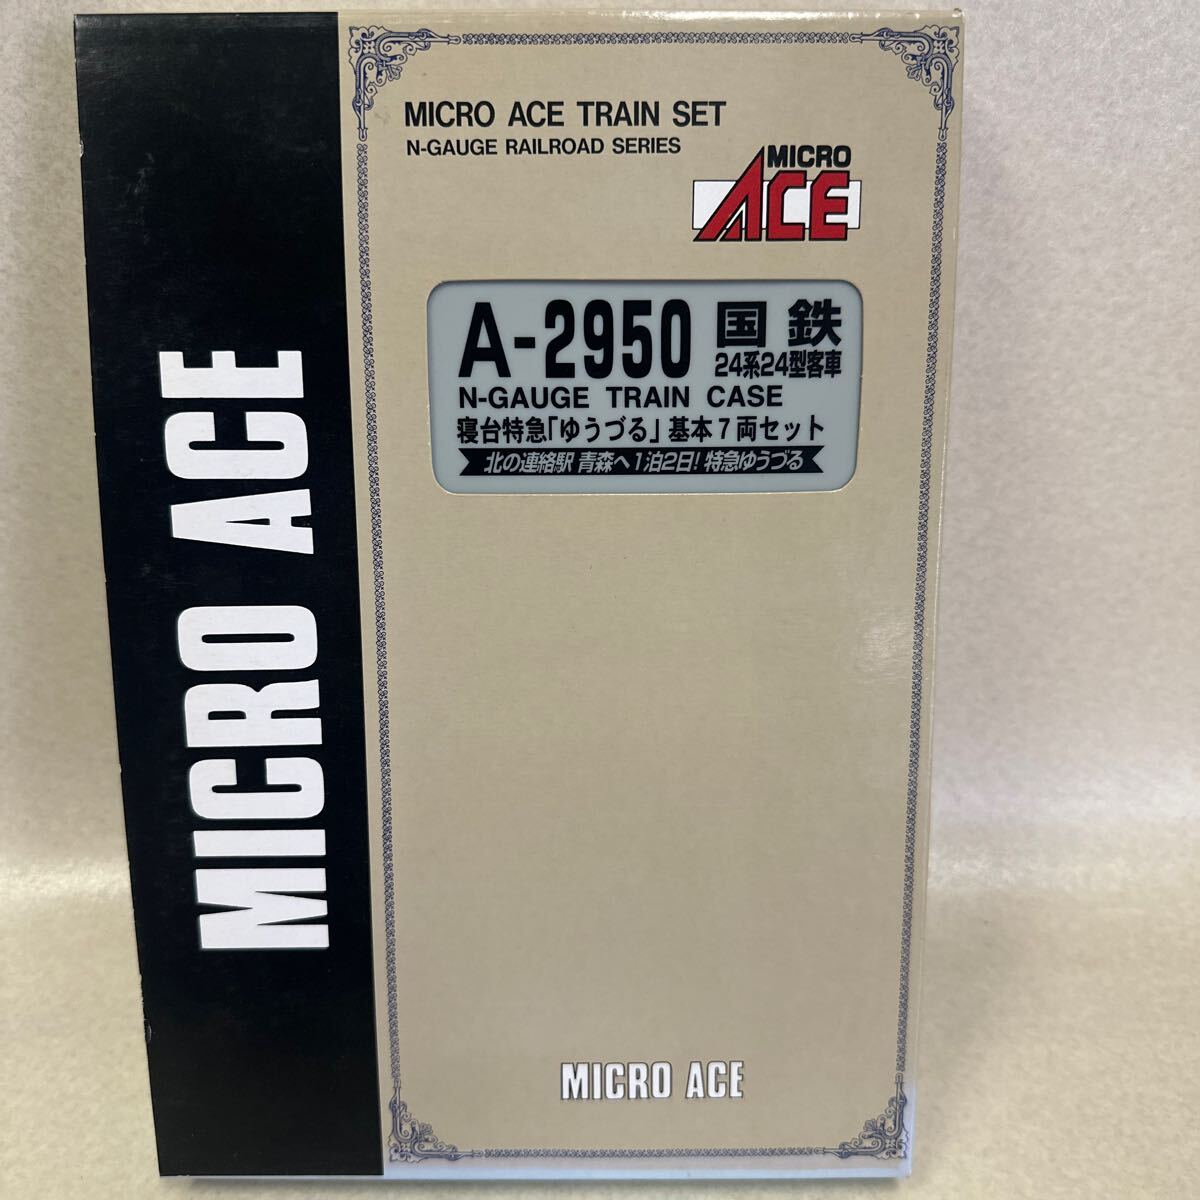 MICRO ACE
MICRO ACE TRAIN SET
N-GAUGE RAILROAD SERIES
MICRO
ACE
A-2950 国鉄
24系24型客車
N-GAUGE TRAIN CASE
寝台特急「ゆうづる」基本7両セット
北の連絡駅 青森へ1泊2日! 特急ゆうづる
MICRO ACE